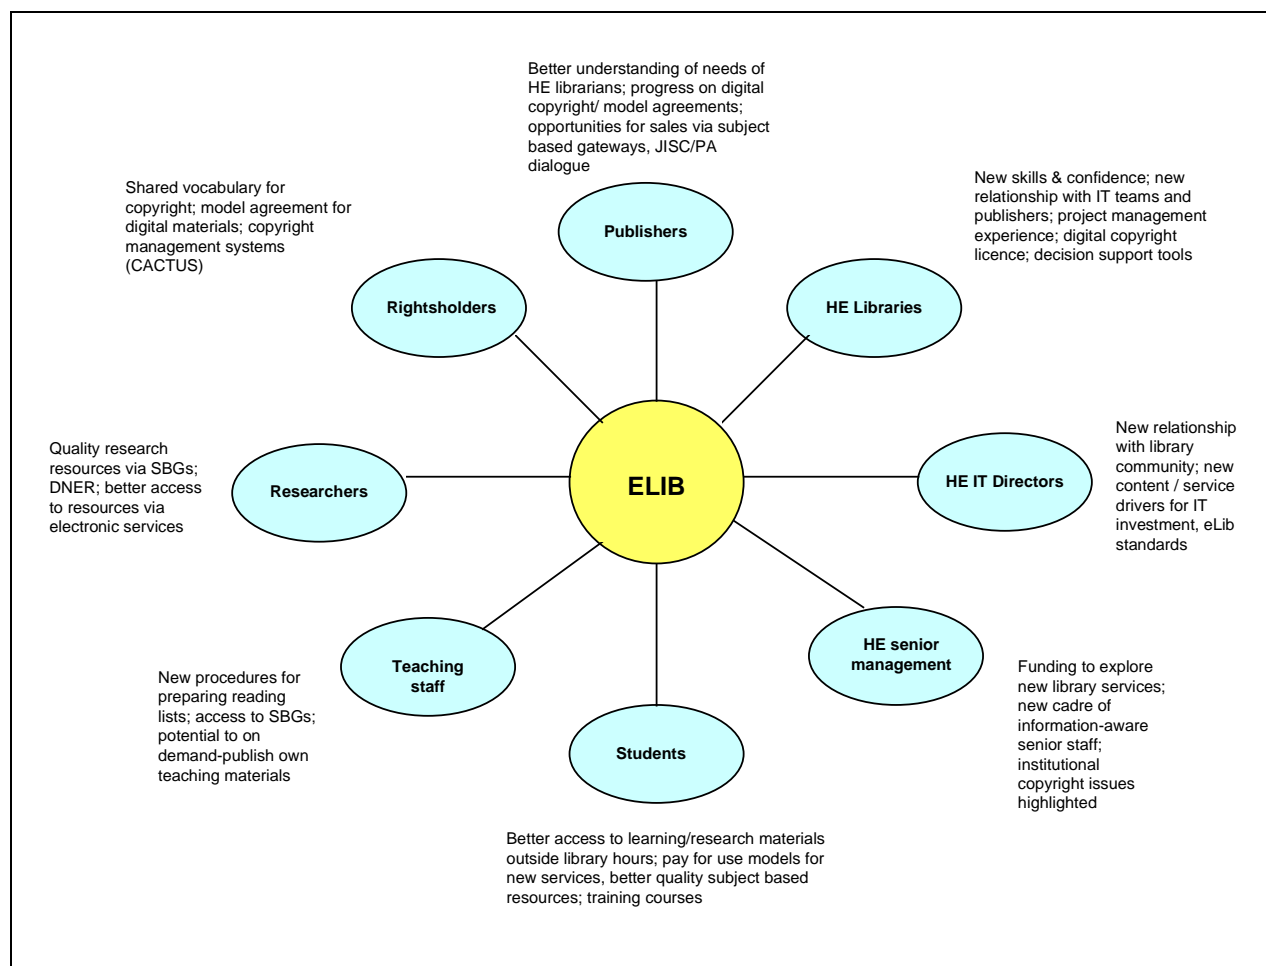 Better understanding of needs of
HE librarians; progress on digital
copyright/ model agreements;
opportunities for sales via subject
based gateways, JISC/PA
dialogue
Publishers
New skills & confidence; new
relationship with IT teams and
publishers; project management
experience; digital copyright
licence; decision support tools
HE Libraries
Shared vocabulary for
copyright; model agreement for
digital materials; copyright
management systems
(CACTUS)
Rightsholders
Quality research
resources via SBGs;
DNER; better access
to resources via
electronic services
Researchers
ELIB
HE IT Directors
New relationship
with library
community; new
content / service
drivers for IT
investment, eLib
standards
New procedures for
preparing reading
lists; access to SBGs;
potential to on
demand-publish own
teaching materials
Teaching
staff
HE senior
management
Funding to explore
new library services;
new cadre of
information-aware
senior staff;
institutional
copyright issues
highlighted
Students
Better access to learning/research materials
outside library hours; pay for use models for
new services, better quality subject based
resources; training courses